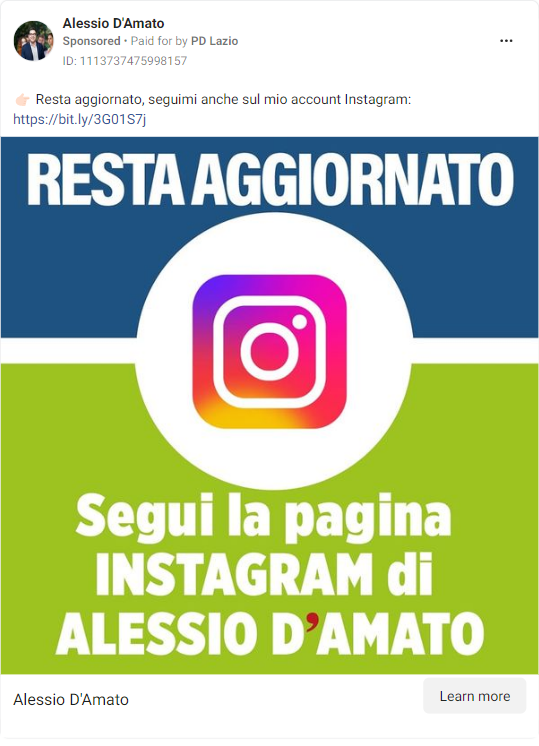 Alessio D'Amato
Sponsored • Paid for by PD Lazio
ID: 1113737475998157
👉🏻 Resta aggiornato, seguimi anche sul mio account Instagram:
https://bit.ly/3G01S7j
RESTA AGGIORNATO
Segui la pagina
INSTAGRAM di
ALESSIO D’AMATO
Alessio D'Amato
Learn more